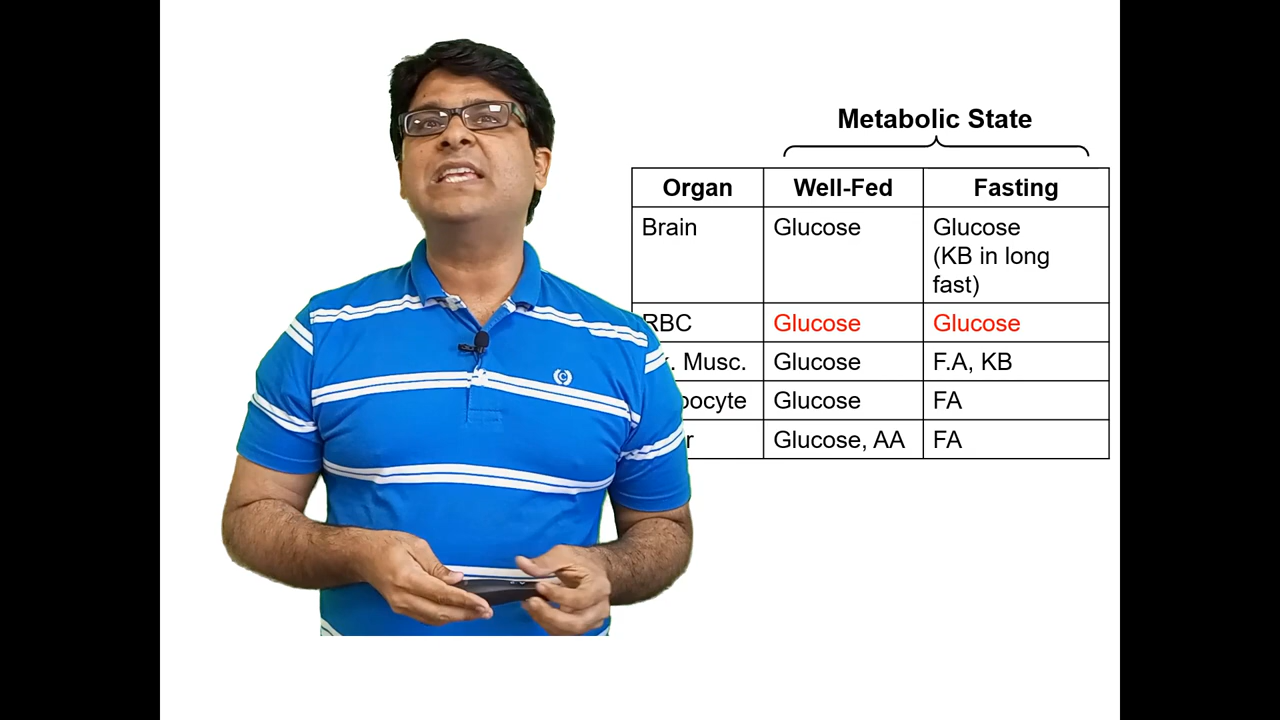 Metabolic State
Organ Well-Fed Fasting
Brain Glucose Glucose
(KB in long
fast)
RBC Glucose Glucose
Musc. Glucose F.A, KB
Glucose FA
Glucose, AA FA